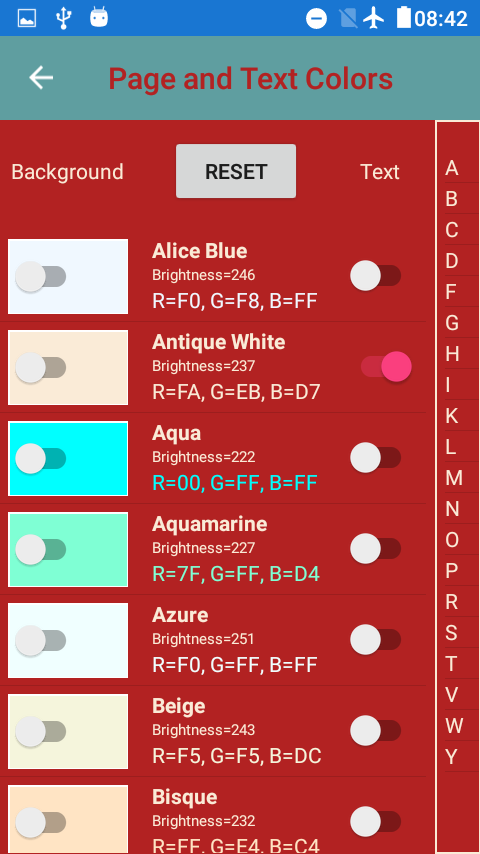 08:42
Page and Text Colors
Background
RESET
Text
Alice Blue
Brightness=246
R=F0, G=F8, B=FF
Antique White
Brightness=237
R=FA, G=EB, B=D7
Aqua
Brightness=222
R=00, G=FF, B=FF
Aquamarine
Brightness=227
R=7F, G=FF, B=D4
Azure
Brightness=251
R=F0, G=FF, B=FF
Beige
Brightness=243
R=F5, G=F5, B=DC
Bisque
Brightness=232
R=FF, G=E4, B=C4
A
B
C
D
F
G
H
I
K
L
M
N
O
P
R
S
T
V
W
Y